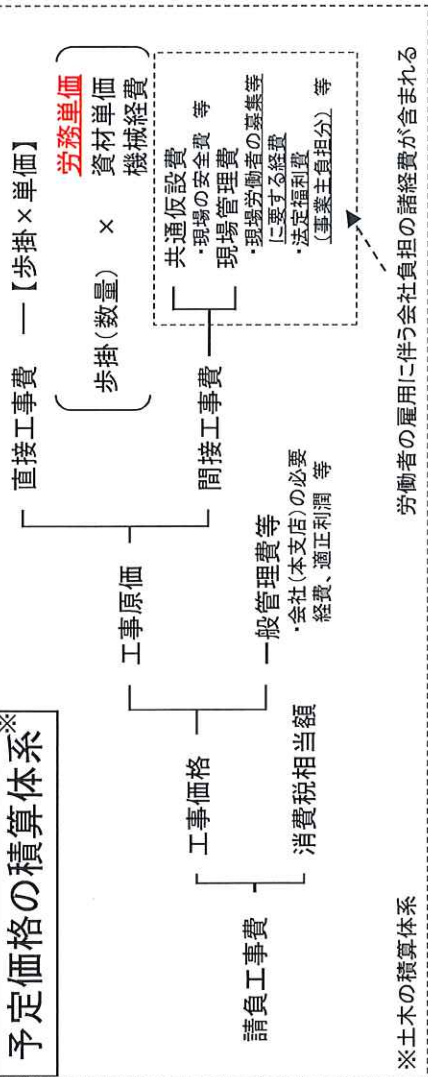 予定価格の積算体系※
請負工事費
工事価格
消費税相当額
工事原価
一般管理費等
・会社(本支店)の必要
経費、適正利潤 等
直接工事費 ― 【歩掛×単価】
歩掛(数量) ×
労務単価
資材単価
機械経費
間接工事費
共通仮設費
・現場の安全費 等
現場管理費
・現場労働者の募集等
に要する経費
・法定福利費
(事業主負担分) 等
※土木の積算体系
労働者の雇用に伴う会社負担の諸経費が含まれる